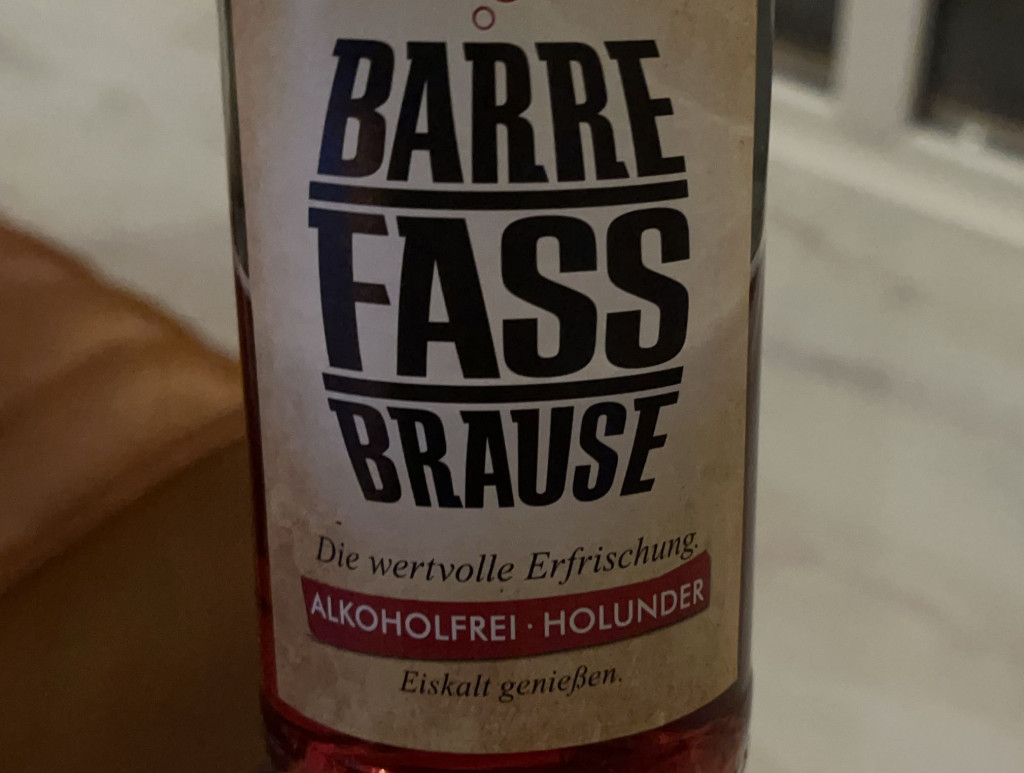 BARRE
FASS
BRAUSE
Die wertvolle Erfrischung.
ALKOHOLFREI · HOLUNDER
Eiskalt genießen.